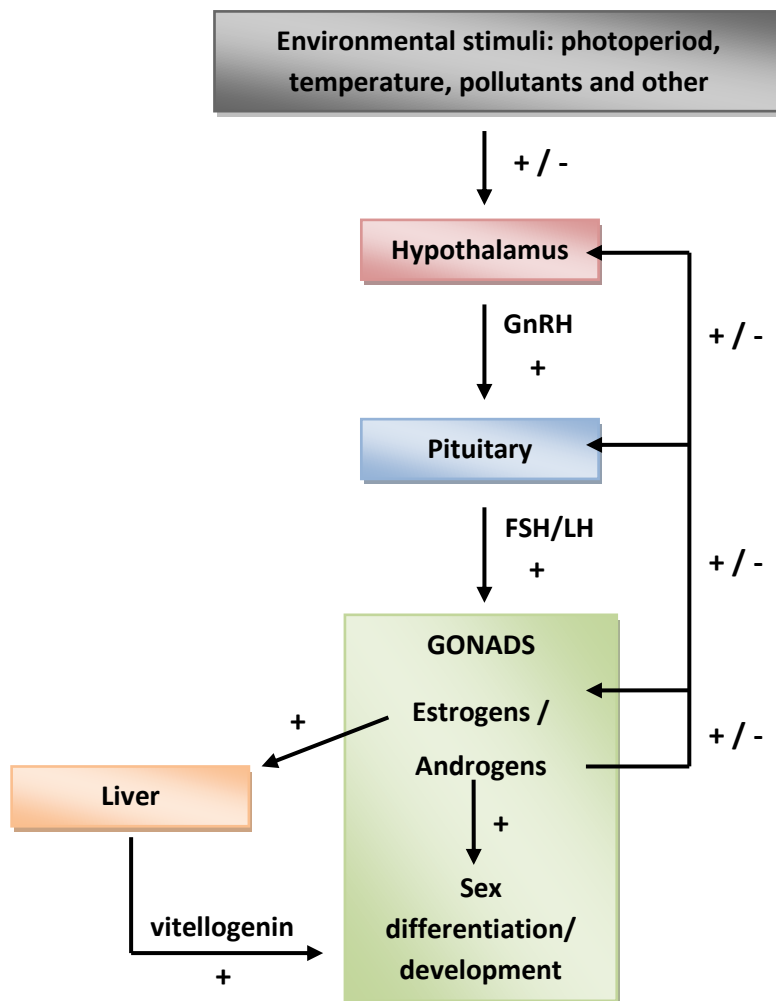 Environmental stimuli: photoperiod,
temperature, pollutants and other
+ / -
Hypothalamus
GnRH
+
+ / -
Pituitary
FSH/LH
+
+ / -
GONADS
Estrogens /
+
+ / -
Androgens
Liver
+
Sex
differentiation/
development
vitellogenin
+